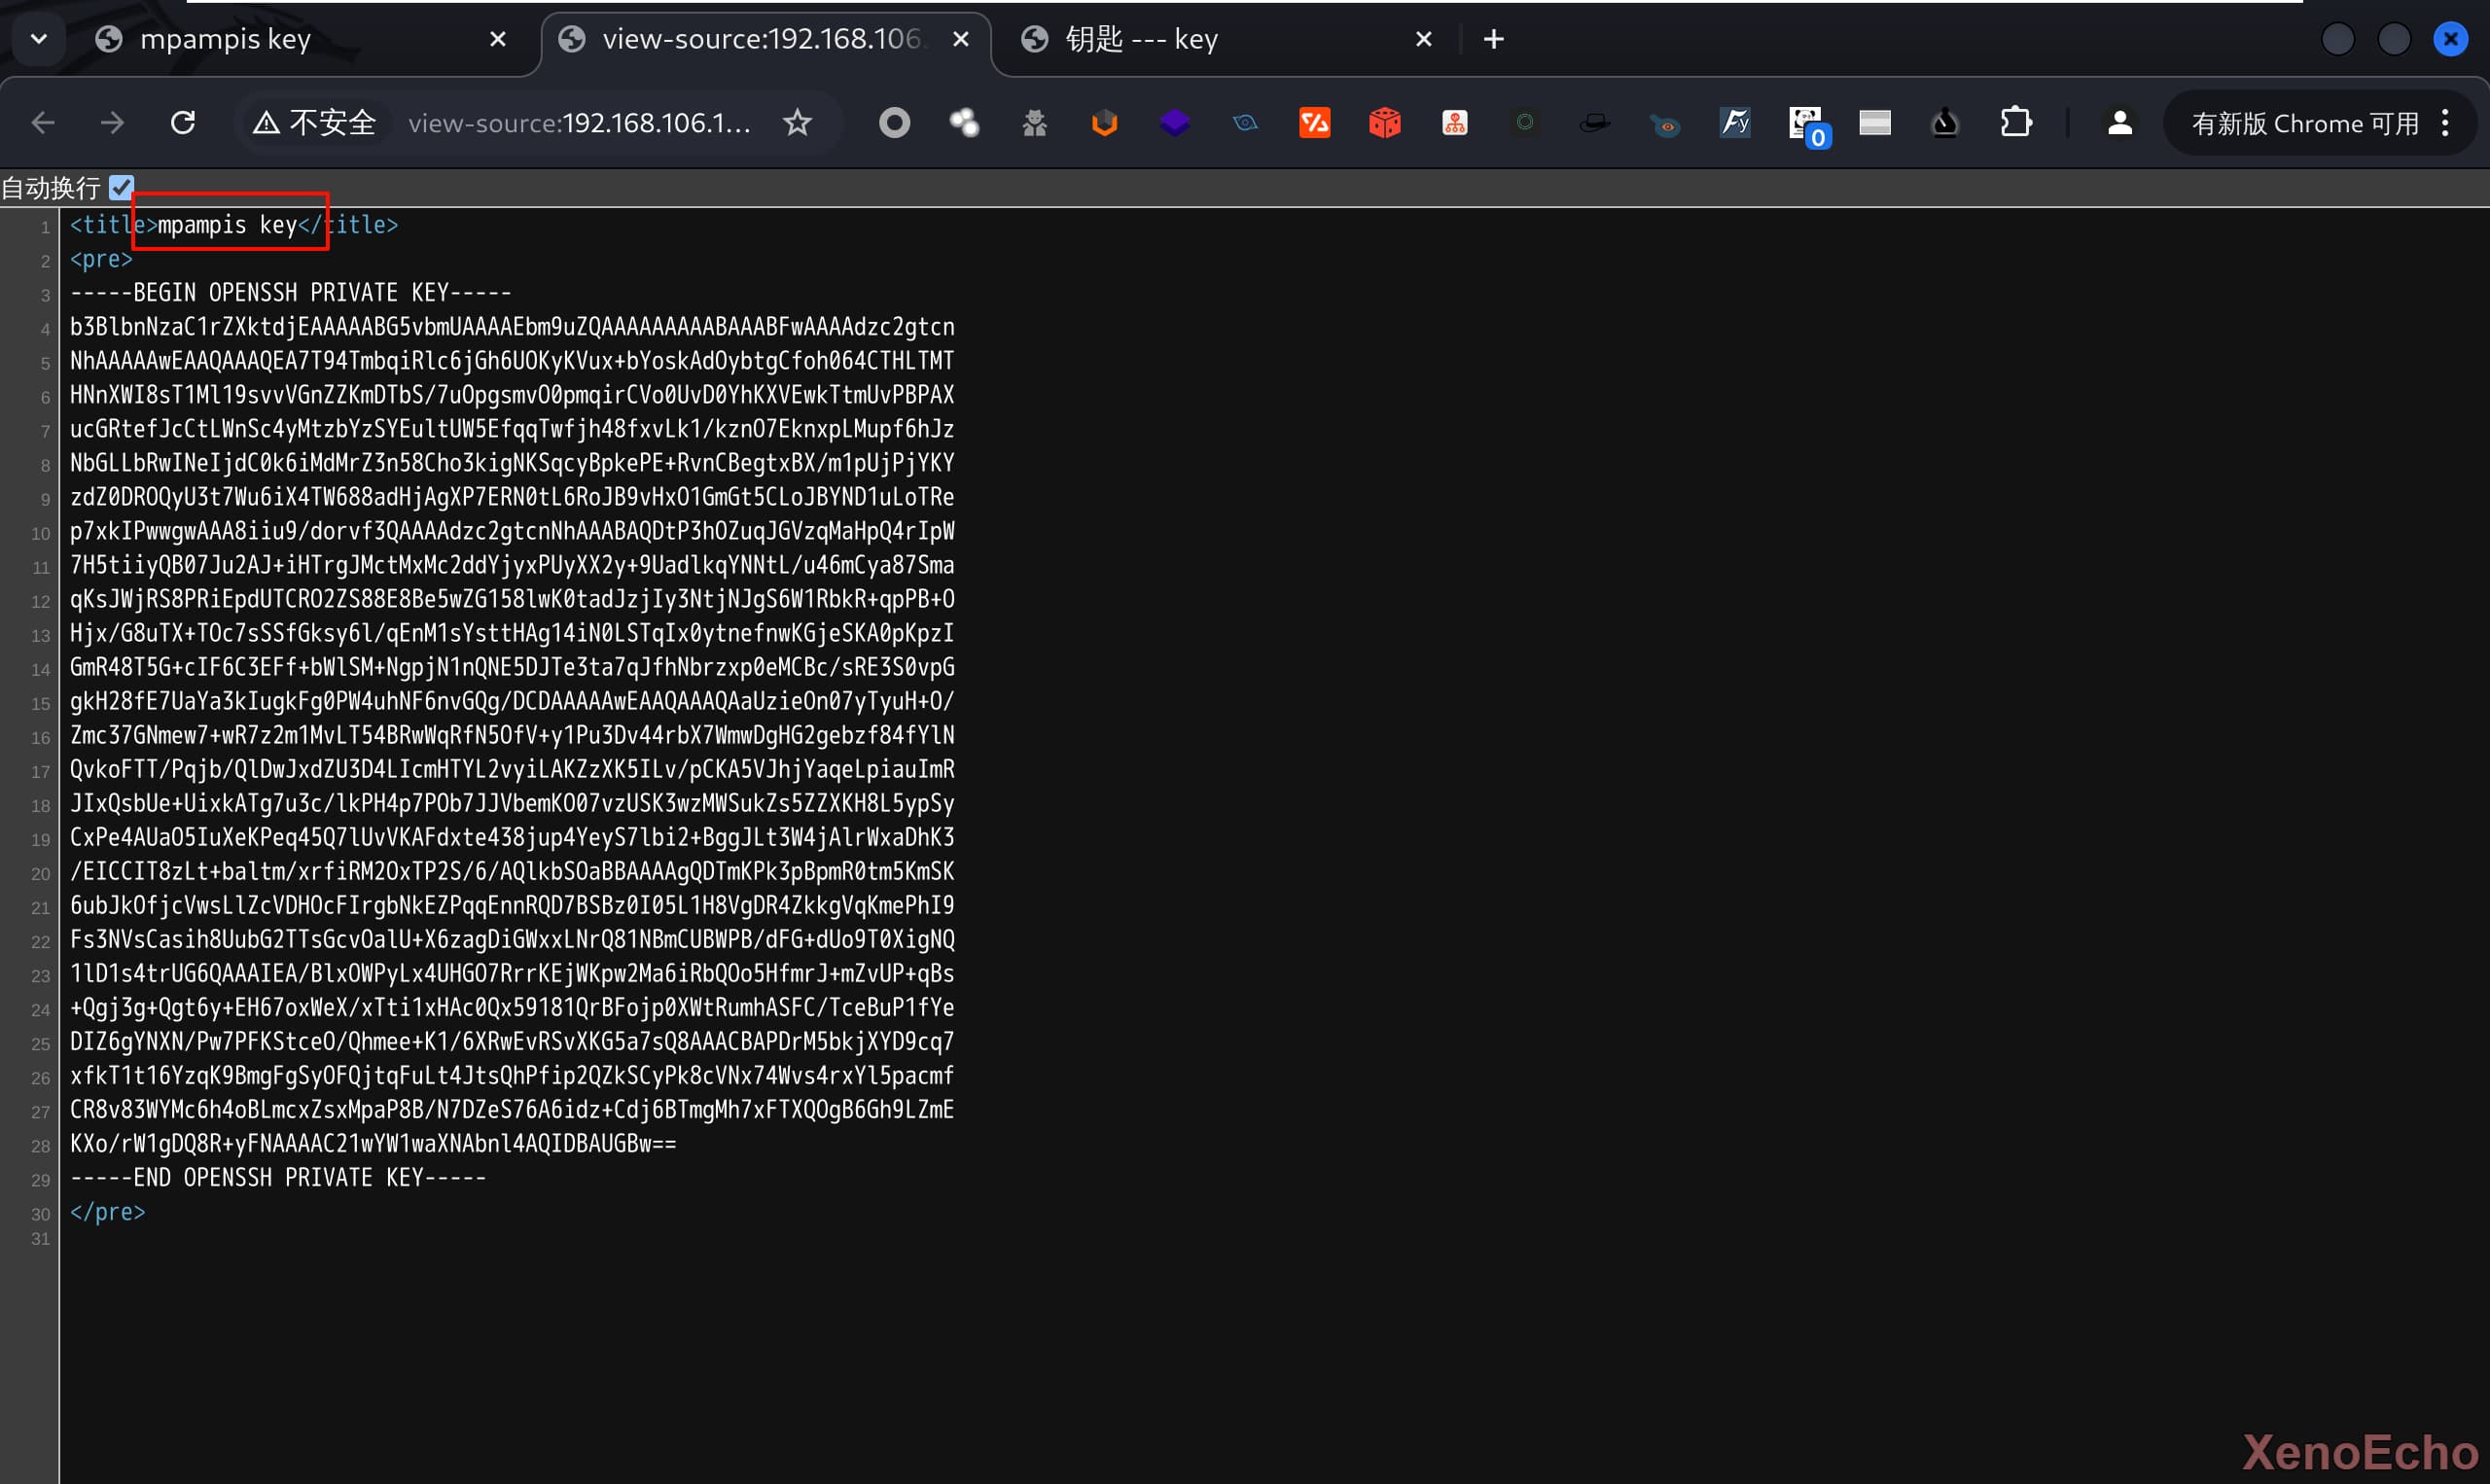 mpampis key
view-source:192.168.106.
钥匙 --- key
不安全
view-source:192.168.106.1...
0
有新版 Chrome 可用
自动换行
1 <title>mpampis key</title>
2 <pre>
3 -----BEGIN OPENSSH PRIVATE KEY-----
4 b3BlbnNzaC1rZXktdjEAAAAABG5vbmUAAAAEbm9uZQAAAAAAAAABAAABFwAAAAdzc2gtcn
5 NhAAAAAwEAAQAAAQEA7T94TmbqiRlc6jGh6UOKyKVux+bYoskAdOybtgCfoh064CTHLTMT
6 HNnXWI8sT1Ml19svvVGnZZKmDTbS/7uOpgsmvO0pmqirCVo0UvD0YhKXVEwkTtmUvPBPAX
7 ucGRtefJcCtLWnSc4yMtzbYzSYEultUW5EfqqTwfjh48fxvLk1/kznO7EknxpLMupf6hJz
8 NbGLLbRwINeIjdC0k6iMdMrZ3n58Cho3kigNKSqcyBpkePE+RvnCBegtxBX/m1pUjPjYKY
9 zdZ0DROQyU3t7Wu6iX4TW688adHjAgXP7ERN0tL6RoJB9vHxO1GmGt5CLoJBYND1uLoTRe
10 p7xkIPwwgwAAA8iiu9/dorvf3QAAAAdzc2gtcnNhAAABAQDtP3hOZuqJGVzqMaHpQ4rIpW
11 7H5tiiyQB07Ju2AJ+iHTrgJMctMxMc2ddYjyxPUyXX2y+9UadlkqYNNtL/u46mCya87Sma
12 qKsJWjRS8PRiEpdUTCRO2ZS88E8Be5wZG158lwK0tadJzjIy3NtjNJgS6W1RbkR+qpPB+O
13 Hjx/G8uTX+TOc7sSSfGksy6l/qEnM1sYsttHAg14iN0LSTqIx0ytnefnwKGjeSKA0pKpzI
14 GmR48T5G+cIF6C3EFf+bWlSM+NgpjN1nQNE5DJTe3ta7qJfhNbrzxp0eMCBc/sRE3S0vpG
15 gkH28fE7UaYa3kIugkFg0PW4uhNF6nvGQg/DCDAAAAAwEAAQAAAQAaUzieOn07yTyuH+O/
16 Zmc37GNmew7+wR7z2m1MvLT54BRwWqRfN5OfV+y1Pu3Dv44rbX7WmwDgHG2gebzf84fYlN
17 QvkoFTT/Pqjb/QlDwJxdZU3D4LIcmHTYL2vyiLAKZzXK5ILv/pCKA5VJhjYaqeLpiauImR
18 JIxQsbUe+UixkATg7u3c/lkPH4p7POb7JJVbemKO07vzUSK3wzMWSukZs5ZZXKH8L5ypSy
19 CxPe4AUaO5IuXeKPeq45Q7lUvVKAFdxte438jup4YeyS7lbi2+BggJLt3W4jAlrWxaDhK3
20 /EICCIT8zLt+baltm/xrfiRM2OxTP2S/6/AQlkbSOaBBAAAAgQDTmKPk3pBpmR0tm5KmSK
21 6ubJkOfjcVwsLlZcVDHOcFIrgbNkEZPqqEnnRQD7BSBz0I05L1H8VgDR4ZkkgVqKmePhI9
22 Fs3NVsCasih8UubG2TTsGcvOalU+X6zagDiGWxxLNrQ81NBmCUBWPB/dFG+dUo9T0XigNQ
23 1lD1s4trUG6QAAAIEA/BlxOWPyLx4UHGO7RrrKEjWKpw2Ma6iRbQOo5HfmrJ+mZvUP+qBs
24 +Qgj3g+Qgt6y+EH67oxWeX/xTti1xHAc0Qx59181QrBFojp0XWtRumhASFC/TceBuP1fYe
25 DIZ6gYNXN/Pw7PFKStceO/Qhmee+K1/6XRwEvRSvXKG5a7sQ8AAACBAPDrM5bkjXYD9cq7
26 xfkT1t16YzqK9BmgFgSyOFQjtqFuLt4JtsQhPfip2QZkSCyPk8cVNx74Wvs4rxYl5pacmf
27 CR8v83WYMc6h4oBLmcxZsxMpaP8B/N7DZeS76A6idz+Cdj6BTmgMh7xFTXQOgB6Gh9LZmE
28 KXo/rW1gDQ8R+yFNAAAAC21wYW1waXNAbnl4AQIDBAUGBw==
29 -----END OPENSSH PRIVATE KEY-----
30 </pre>
31
XenoEcho